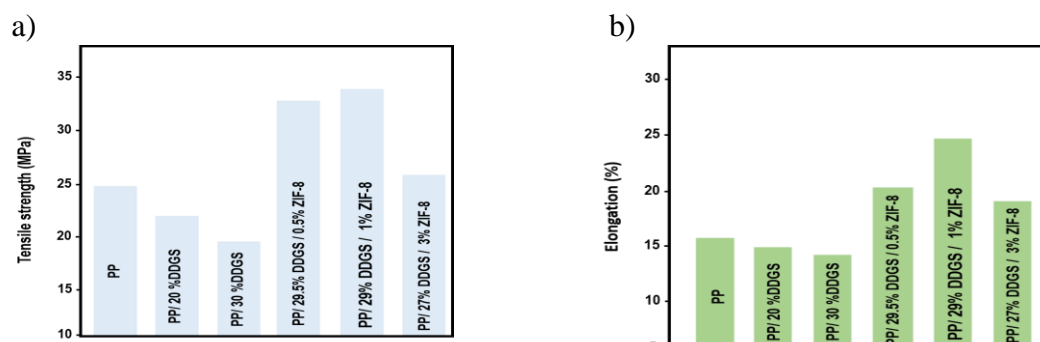 a)
Tensile strength (MPa)
35
30
25
20
15
10
PP
PP/ 20 %DDGS
PP/ 30 %DDGS
PP/ 29.5% DDGS / 0.5% ZIF-8
PP/ 29% DDGS / 1% ZIF-8
PP/ 27% DDGS / 3% ZIF-8
b)
Elongation (%)
30
25
20
15
10
PP
PP/ 20 %DDGS
PP/ 30 %DDGS
PP/ 29.5% DDGS / 0.5% ZIF-8
PP/ 29% DDGS / 1% ZIF-8
PP/ 27% DDGS / 3% ZIF-8